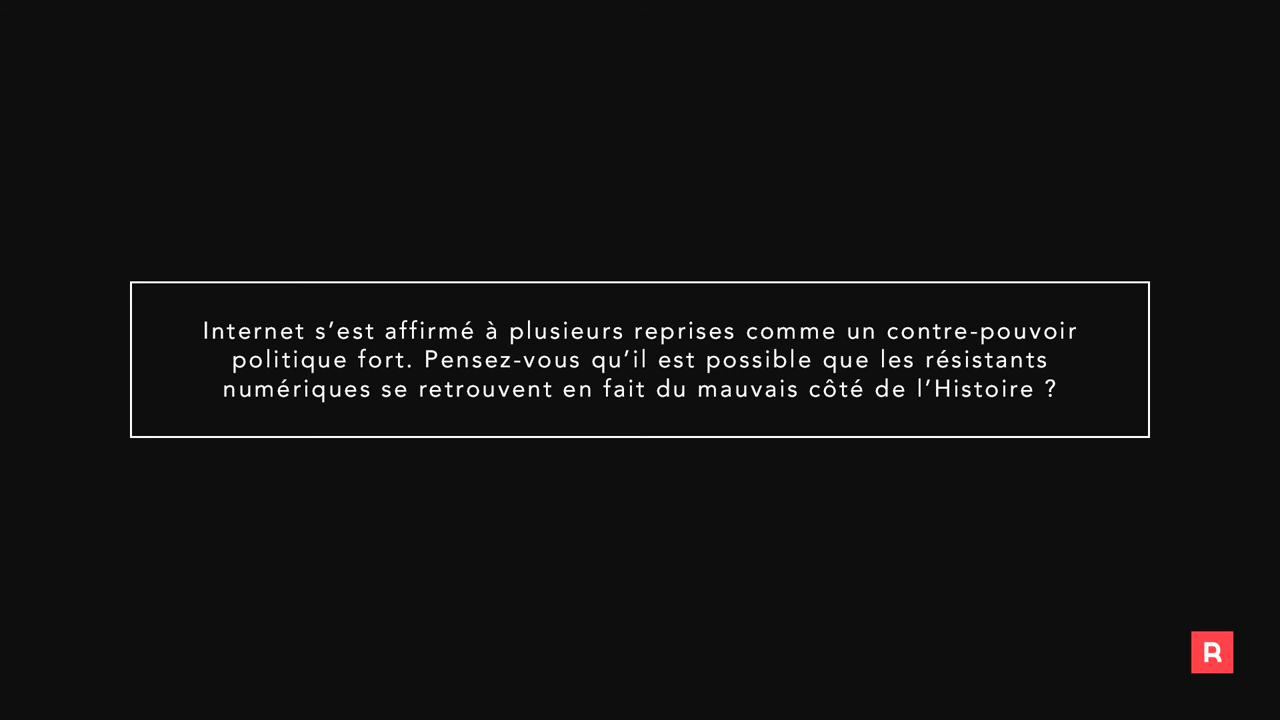 Internet s’est affirmé à plusieurs reprises comme un contre-pouvoir
politique fort. Pensez-vous qu’il est possible que les résistants
numériques se retrouvent en fait du mauvais côté de l’Histoire ?
R